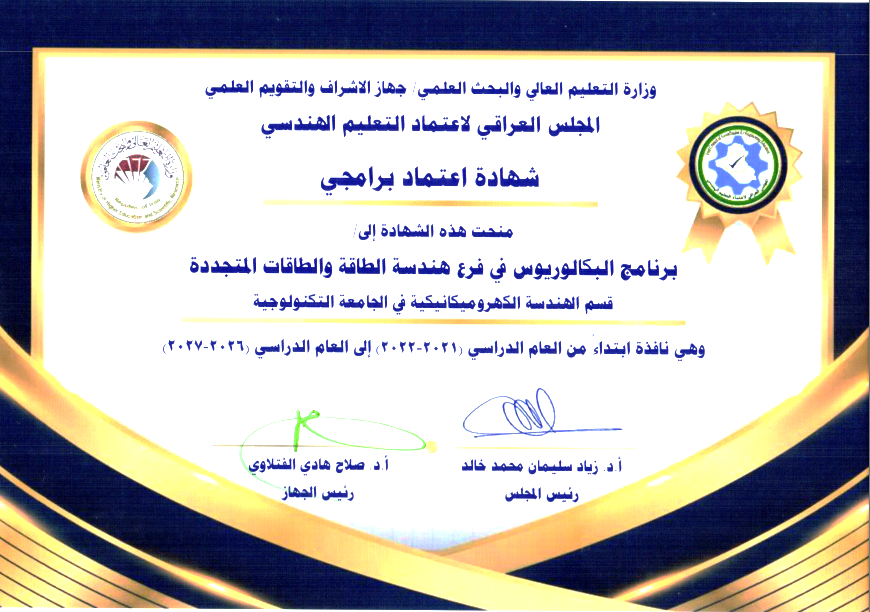 وزارة التعليم العالي والبحث العلمي/ جهاز الاشراف والتقويم العلمي
المجلس العراقي لاعتماد التعليم الهندسي
شهادة اعتماد برامجي
منحت هذه الشهادة إلى/
برنامج البكالوريوس في فرع هندسة الطاقة والطاقات المتجددة
قسم الهندسة الكهروميكانيكية في الجامعة التكنولوجية
وهي نافذة ابتداءً من العام الدراسي (٢٠٢١-٢٠٢٢) إلى العام الدراسي (٢٠٢٦-٢٠٢٧)
أ.د. زياد سليمان محمد خالد
رئيس المجلس
أ.د. صلاح هادي الفتلاوي
رئيس الجهاز
Republic of Iraq